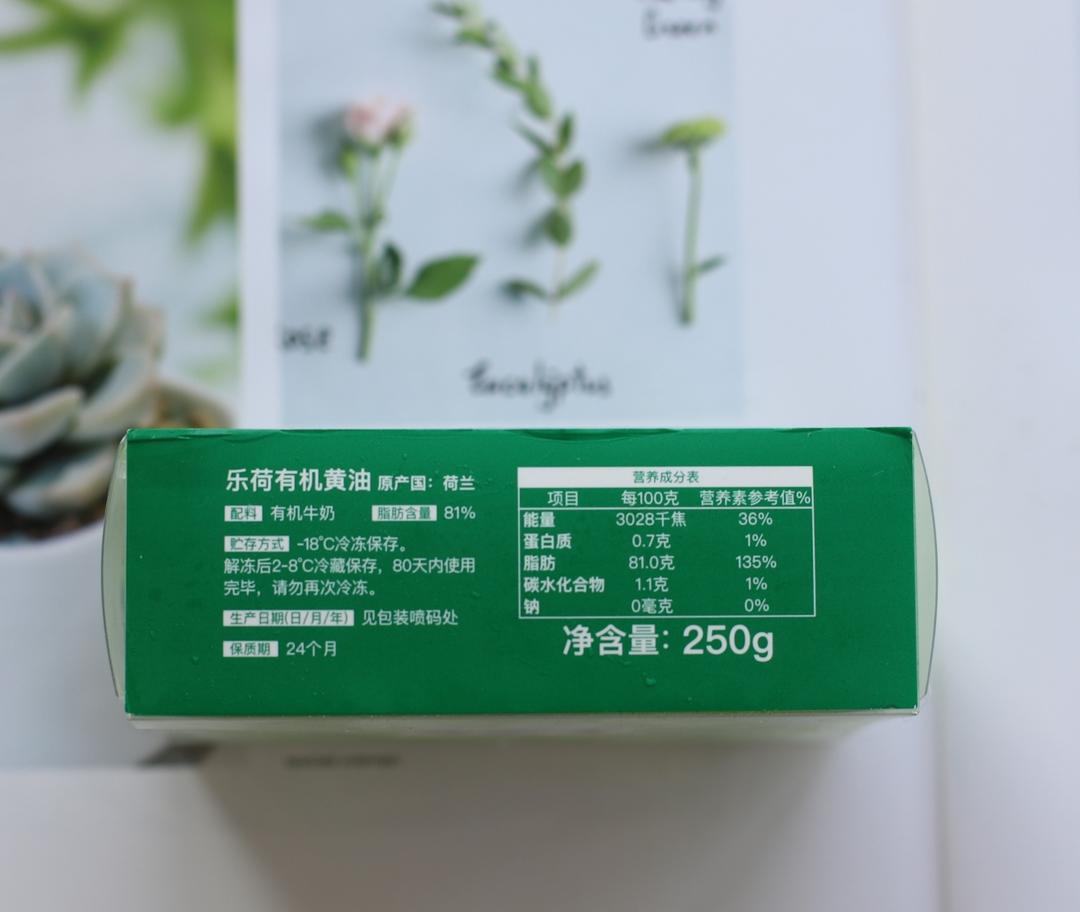 Eucalyptus
乐荷有机黄油 原产国：荷兰
配料 有机牛奶 脂肪含量 81%
贮存方式 -18℃冷冻保存。
解冻后2-8℃冷藏保存，80天内使用
完毕，请勿再次冷冻。
生产日期(日/月/年) 见包装喷码处
保质期 24个月
营养成分表
项目 每100克 营养素参考值%
能量 3028千焦 36%
蛋白质 0.7克 1%
脂肪 81.0克 135%
碳水化合物 1.1克 1%
钠 0毫克 0%
净含量: 250g